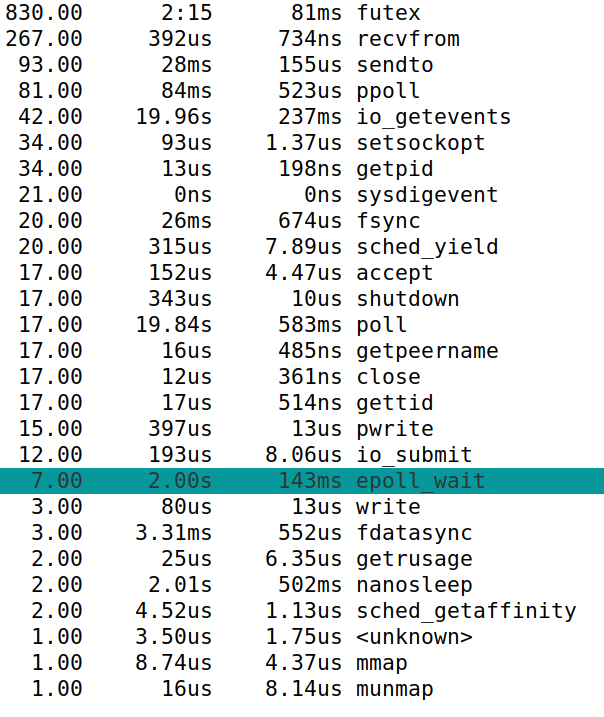 830.00 2:15 81ms futex
267.00 392us 734ns recvfrom
93.00 28ms 155us sendto
81.00 84ms 523us ppoll
42.00 19.96s 237ms io_getevents
34.00 93us 1.37us setsockopt
34.00 13us 198ns getpid
21.00 0ns 0ns sysdigevent
20.00 26ms 674us fsync
20.00 315us 7.89us sched_yield
17.00 152us 4.47us accept
17.00 343us 10us shutdown
17.00 19.84s 583ms poll
17.00 16us 485ns getpeername
17.00 12us 361ns close
17.00 17us 514ns gettid
15.00 397us 13us pwrite
12.00 193us 8.06us io_submit
7.00 2.00s 143ms epoll_wait
3.00 80us 13us write
3.00 3.31ms 552us fdatasync
2.00 25us 6.35us getrusage
2.00 2.01s 502ms nanosleep
2.00 4.52us 1.13us sched_getaffinity
1.00 3.50us 1.75us <unknown>
1.00 8.74us 4.37us mmap
1.00 16us 8.14us munmap